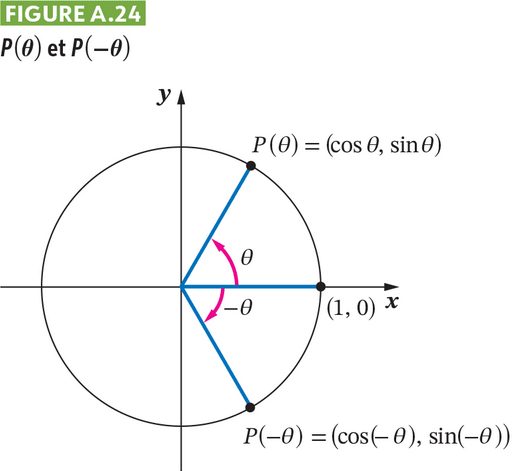 FIGURE A.24
P(θ) et P(−θ)
y
P(θ) = (cos θ, sin θ)
θ
−θ
(1, 0) x
P(−θ) = (cos(− θ), sin(−θ))